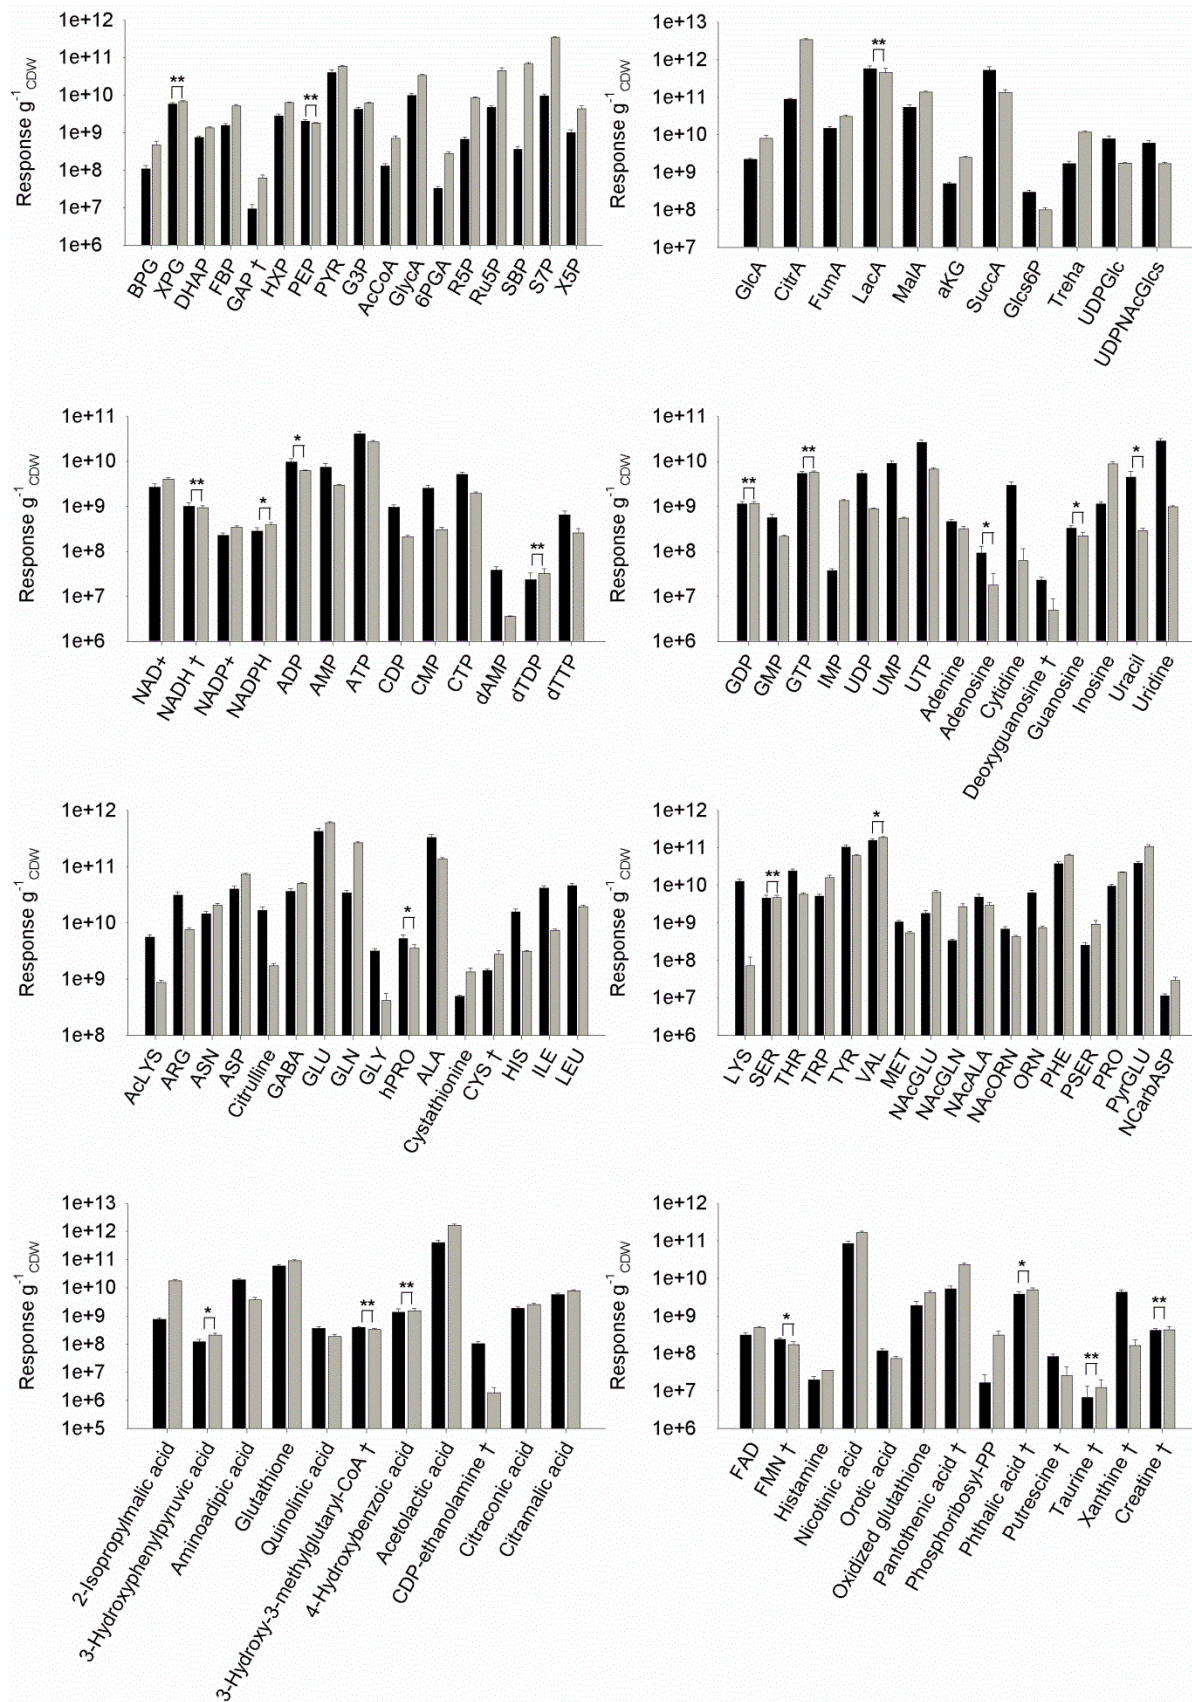 Response g-1 CDW
1e+12
1e+11
1e+10
1e+9
1e+8
1e+7
1e+6
**
**
BPG
XPG
DHAP
FBP
GAP †
HXP
PEP
PYR
G3P
AcCoA
GlycA
6PGA
R5P
Ru5P
SBP
S7P
X5P
Response g-1 CDW
1e+13
1e+12
1e+11
1e+10
1e+9
1e+8
1e+7
**
GlcA
CitrA
FumA
LacA
MalA
aKG
SuccA
Glcs6P
Treha
UDPGlc
UDPNAcGlcs
Response g-1 CDW
1e+11
1e+10
1e+9
1e+8
1e+7
1e+6
**
*
*
**
NAD+
NADH †
NADP+
NADPH
ADP
AMP
ATP
CDP
CMP
CTP
dAMP
dTDP
dTTP
Response g-1 CDW
1e+11
1e+10
1e+9
1e+8
1e+7
1e+6
**
**
*
*
*
GDP
GMP
GTP
IMP
UDP
UMP
UTP
Adenine
Adenosine
Cytidine
Deoxyguanosine †
Guanosine
Inosine
Uracil
Uridine
Response g-1 CDW
1e+12
1e+11
1e+10
1e+9
1e+8
*
AcLYS
ARG
ASN
ASP
Citrulline
GABA
GLU
GLN
GLY
hPRO
ALA
Cystathionine
CYS †
HIS
ILE
LEU
Response g-1 CDW
1e+12
1e+11
1e+10
1e+9
1e+8
1e+7
1e+6
**
*
LYS
SER
THR
TRP
TYR
VAL
MET
NAcGLU
NAcGLN
NAcALA
NAcORN
ORN
PHE
PSER
PRO
PyrGLU
NCarbASP
Response g-1 CDW
1e+13
1e+12
1e+11
1e+10
1e+9
1e+8
1e+7
1e+6
1e+5
*
**
**
2-Isopropylmalic acid
3-Hydroxyphenylpyruvic acid
Aminoadipic acid
Glutathione
Quinolinic acid
3-Hydroxy-3-methylglutaryl-CoA †
4-Hydroxybenzoic acid
Acetolactic acid
CDP-ethanolamine †
Citraconic acid
Citramalic acid
Response g-1 CDW
1e+12
1e+11
1e+10
1e+9
1e+8
1e+7
1e+6
*
*
**
**
FAD
FMN †
Histamine
Nicotinic acid
Orotic acid
Oxidized glutathione
Pantothenic acid †
Phosphoribosyl-PP
Phthalic acid †
Putrescine †
Taurine †
Xanthine †
Creatine †